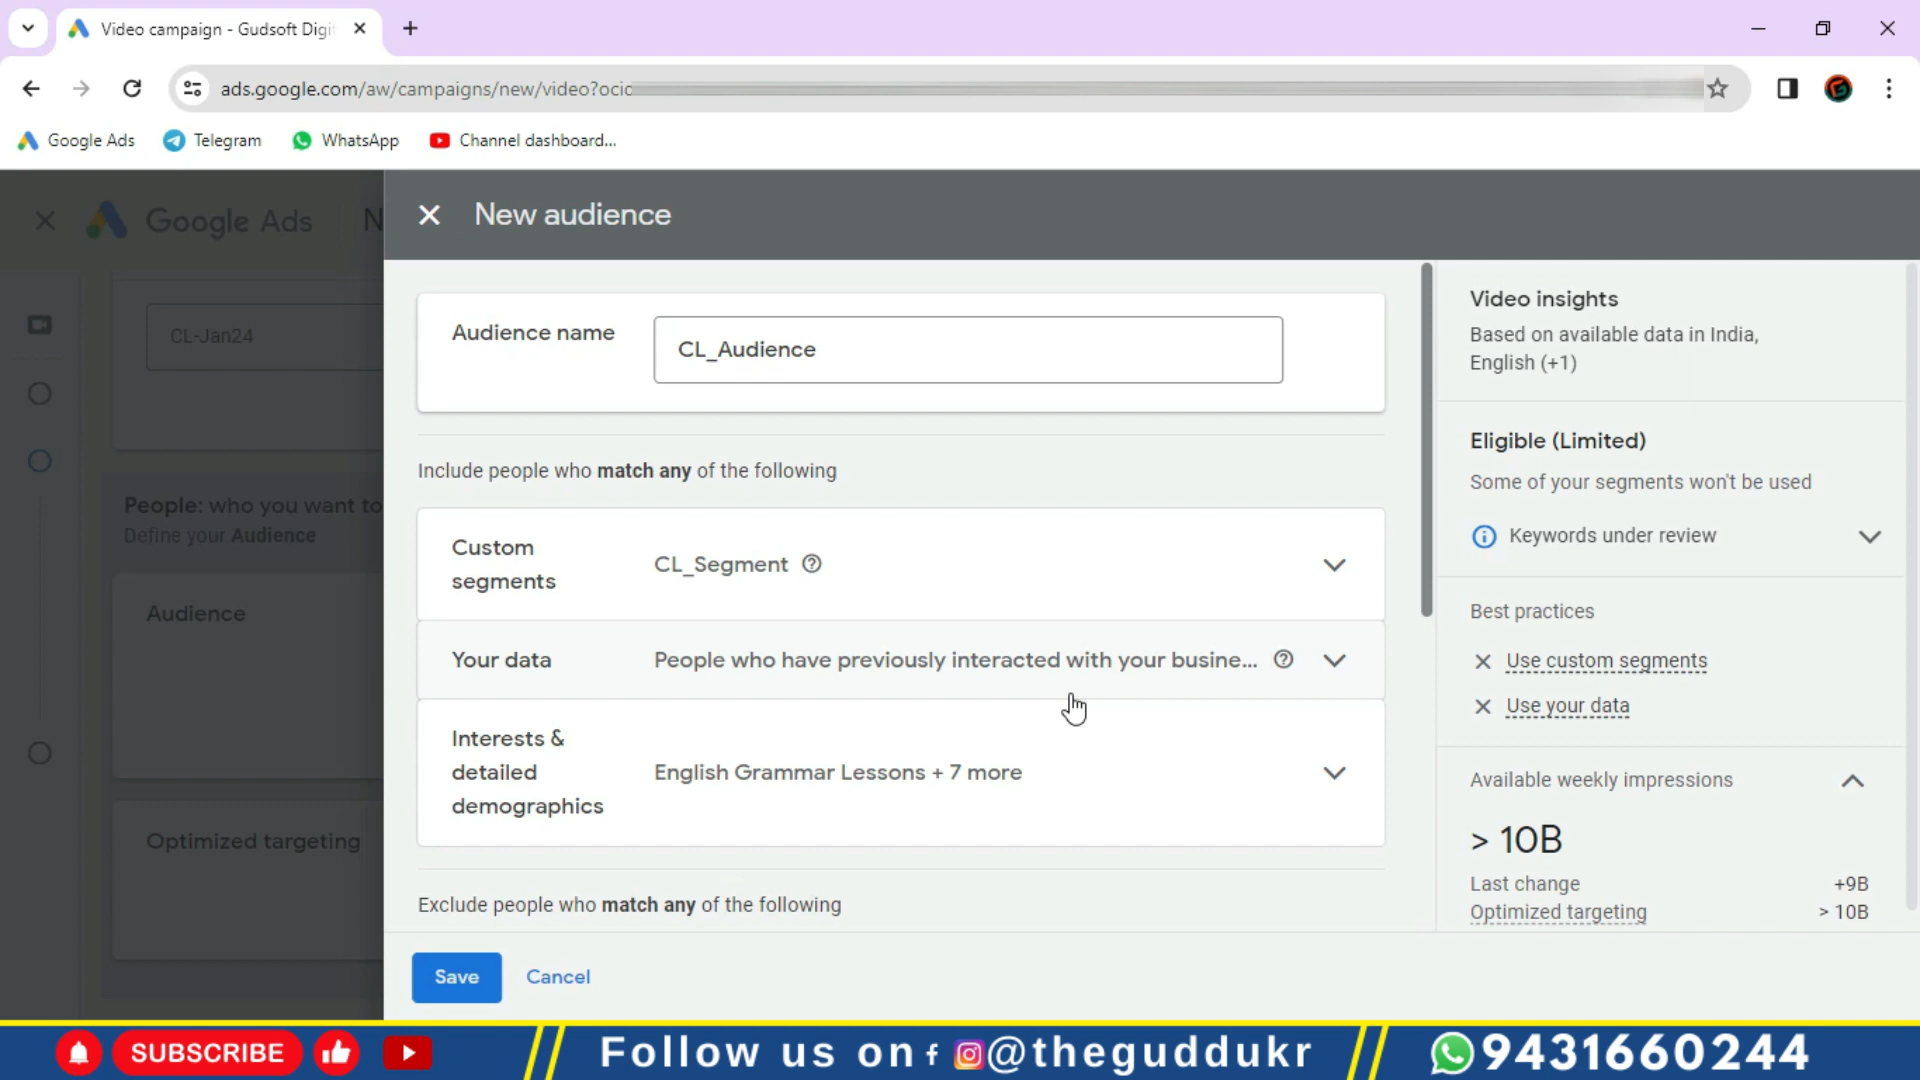 Video campaign - Gudsoft Digi
ads.google.com/aw/campaigns/new/video?ocid
Google Ads
Telegram
WhatsApp
Channel dashboard...
Google Ads
N
New audience
CL-Jan24
People: who you want to
Define your Audience
Audience
Optimized targeting
Audience name
CL_Audience
Include people who match any of the following
Custom segments
CL_Segment
Your data
People who have previously interacted with your busine...
Interests & detailed demographics
English Grammar Lessons + 7 more
Exclude people who match any of the following
Save
Cancel
Video insights
Based on available data in India,
English (+1)
Eligible (Limited)
Some of your segments won't be used
Keywords under review
Best practices
Use custom segments
Use your data
Available weekly impressions
> 10B
Last change +9B
Optimized targeting > 10B
SUBSCRIBE
Follow us on f @theguddukr
9431660244